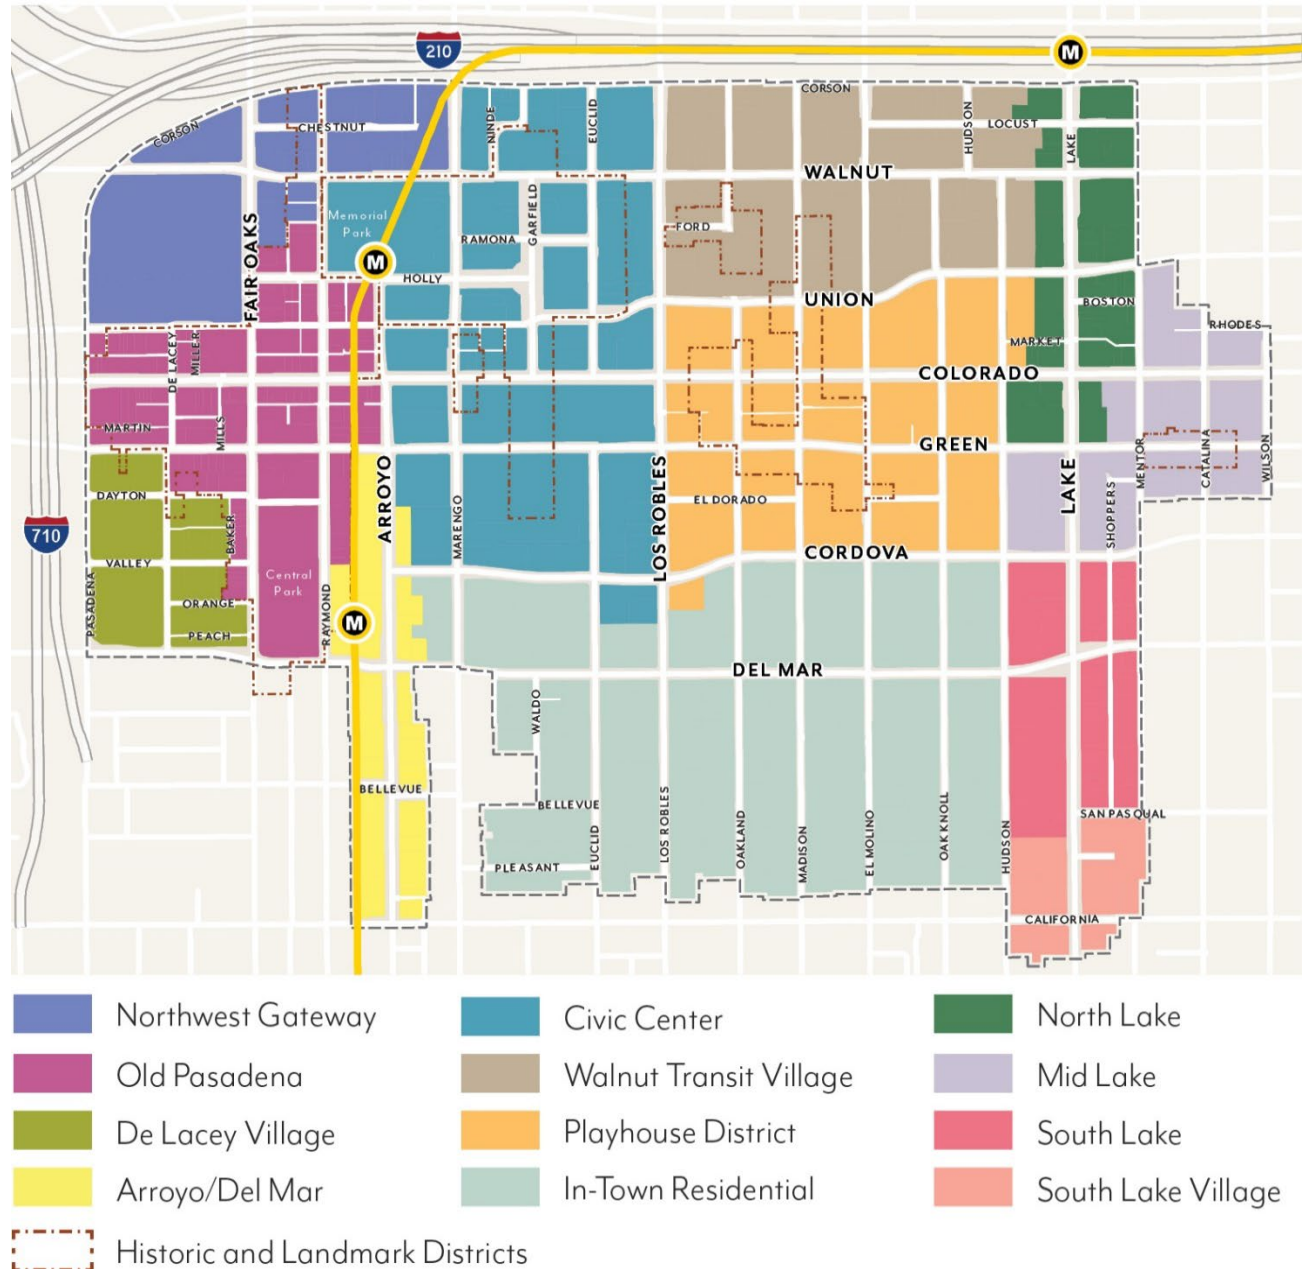 210
M
CORSON
CORSON
CHESTNUT
NINDE
EUCLID
HUDSON
LOCUST
LAKE
WALNUT
FAIR OAKS
Memorial
Park
GARFIELD
FORD
RAMONA
M
HOLLY
UNION
BOSTON
RHODES
DE LACEY
MILLER
MARKET
COLORADO
MARTIN
MILLS
GREEN
MENTOR
CATALINA
WILSON
DAYTON
ARROYO
MARENGO
LOS ROBLES
EL DORADO
LAKE
SHOPPERS
710
BAKER
VALLEY
CORDOVA
PASADENA
Central
Park
ORANGE
RAYMOND
PEACH
M
DEL MAR
WALDO
BELLEVUE
BELLEVUE
EUCLID
LOS ROBLES
OAKLAND
MADISON
EL MOLINO
OAK KNOLL
HUDSON
SAN PASQUAL
PLEASANT
CALIFORNIA
Northwest Gateway
Old Pasadena
De Lacey Village
Arroyo/Del Mar
Historic and Landmark Districts
Civic Center
Walnut Transit Village
Playhouse District
In-Town Residential
North Lake
Mid Lake
South Lake
South Lake Village